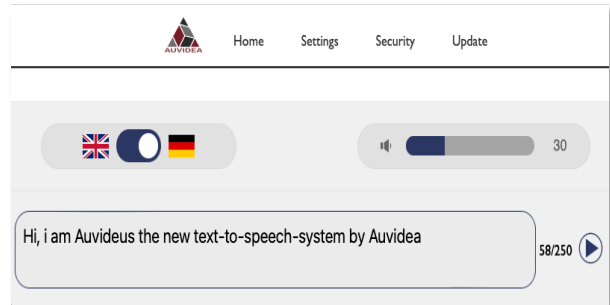 AUVIDEA
Home Settings Security Update
30
Hi, i am Auvideus the new text-to-speech-system by Auvidea
58/250